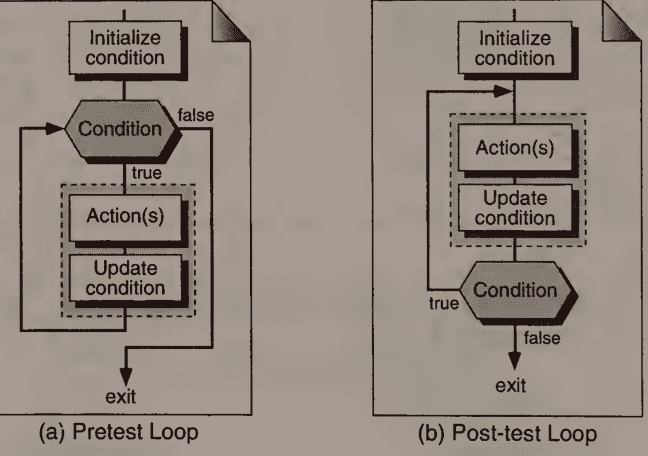 Initialize
condition
Condition
false
true
Action(s)
Update
condition
exit
(a) Pretest Loop
Initialize
condition
Action(s)
Update
condition
Condition
true
false
exit
(b) Post-test Loop